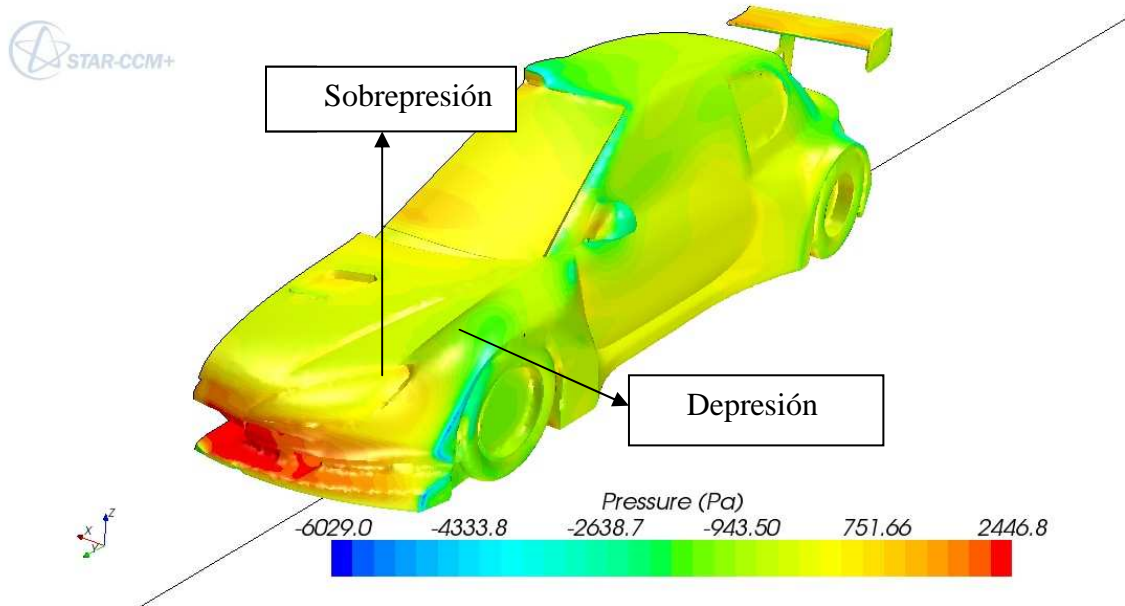 STAR-CCM+
Sobrepresión
Depresión
Pressure (Pa)
-6029.0 -4333.8 -2638.7 -943.50 751.66 2446.8
Z
X
Y